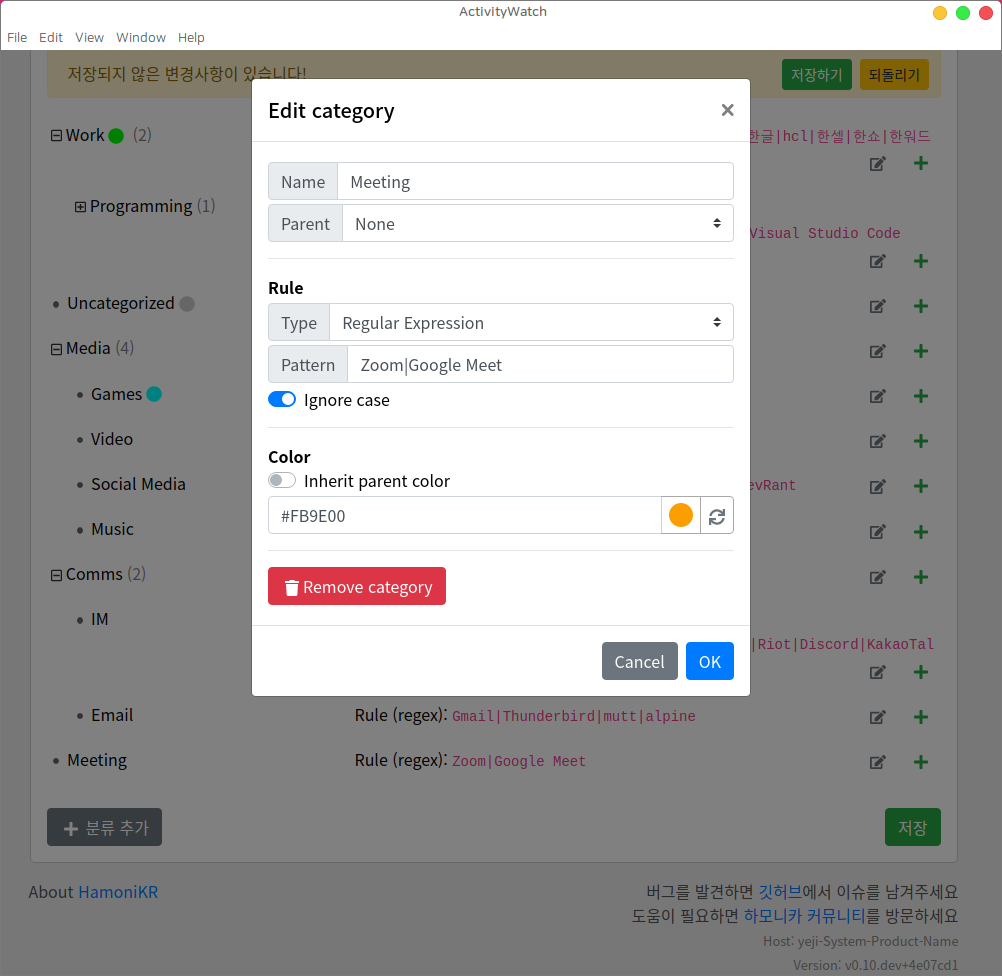 ActivityWatch
File Edit View Window Help
저장되지 않은 변경사항이 있습니다!
저장하기
되돌리기
Edit category
Work (2)
한글|hcl|한셀|한쇼|한워드
Name Meeting
Programming (1)
Parent None
Visual Studio Code
Rule
Uncategorized
Type Regular Expression
Media (4)
Pattern Zoom|Google Meet
Games
Ignore case
Video
Color
Inherit parent color
Social Media
evRant
#FB9E00
Music
Comms (2)
Remove category
IM
|Riot|Discord|KakaoTal
Cancel OK
Email Rule (regex): Gmail|Thunderbird|mutt|alpine
Meeting Rule (regex): Zoom|Google Meet
분류 추가
저장
About HamoniKR
버그를 발견하면 깃허브에서 이슈를 남겨주세요
도움이 필요하면 하모니카 커뮤니티를 방문하세요
Host: yeji-System-Product-Name
Version: v0.10.dev+4e07cd1